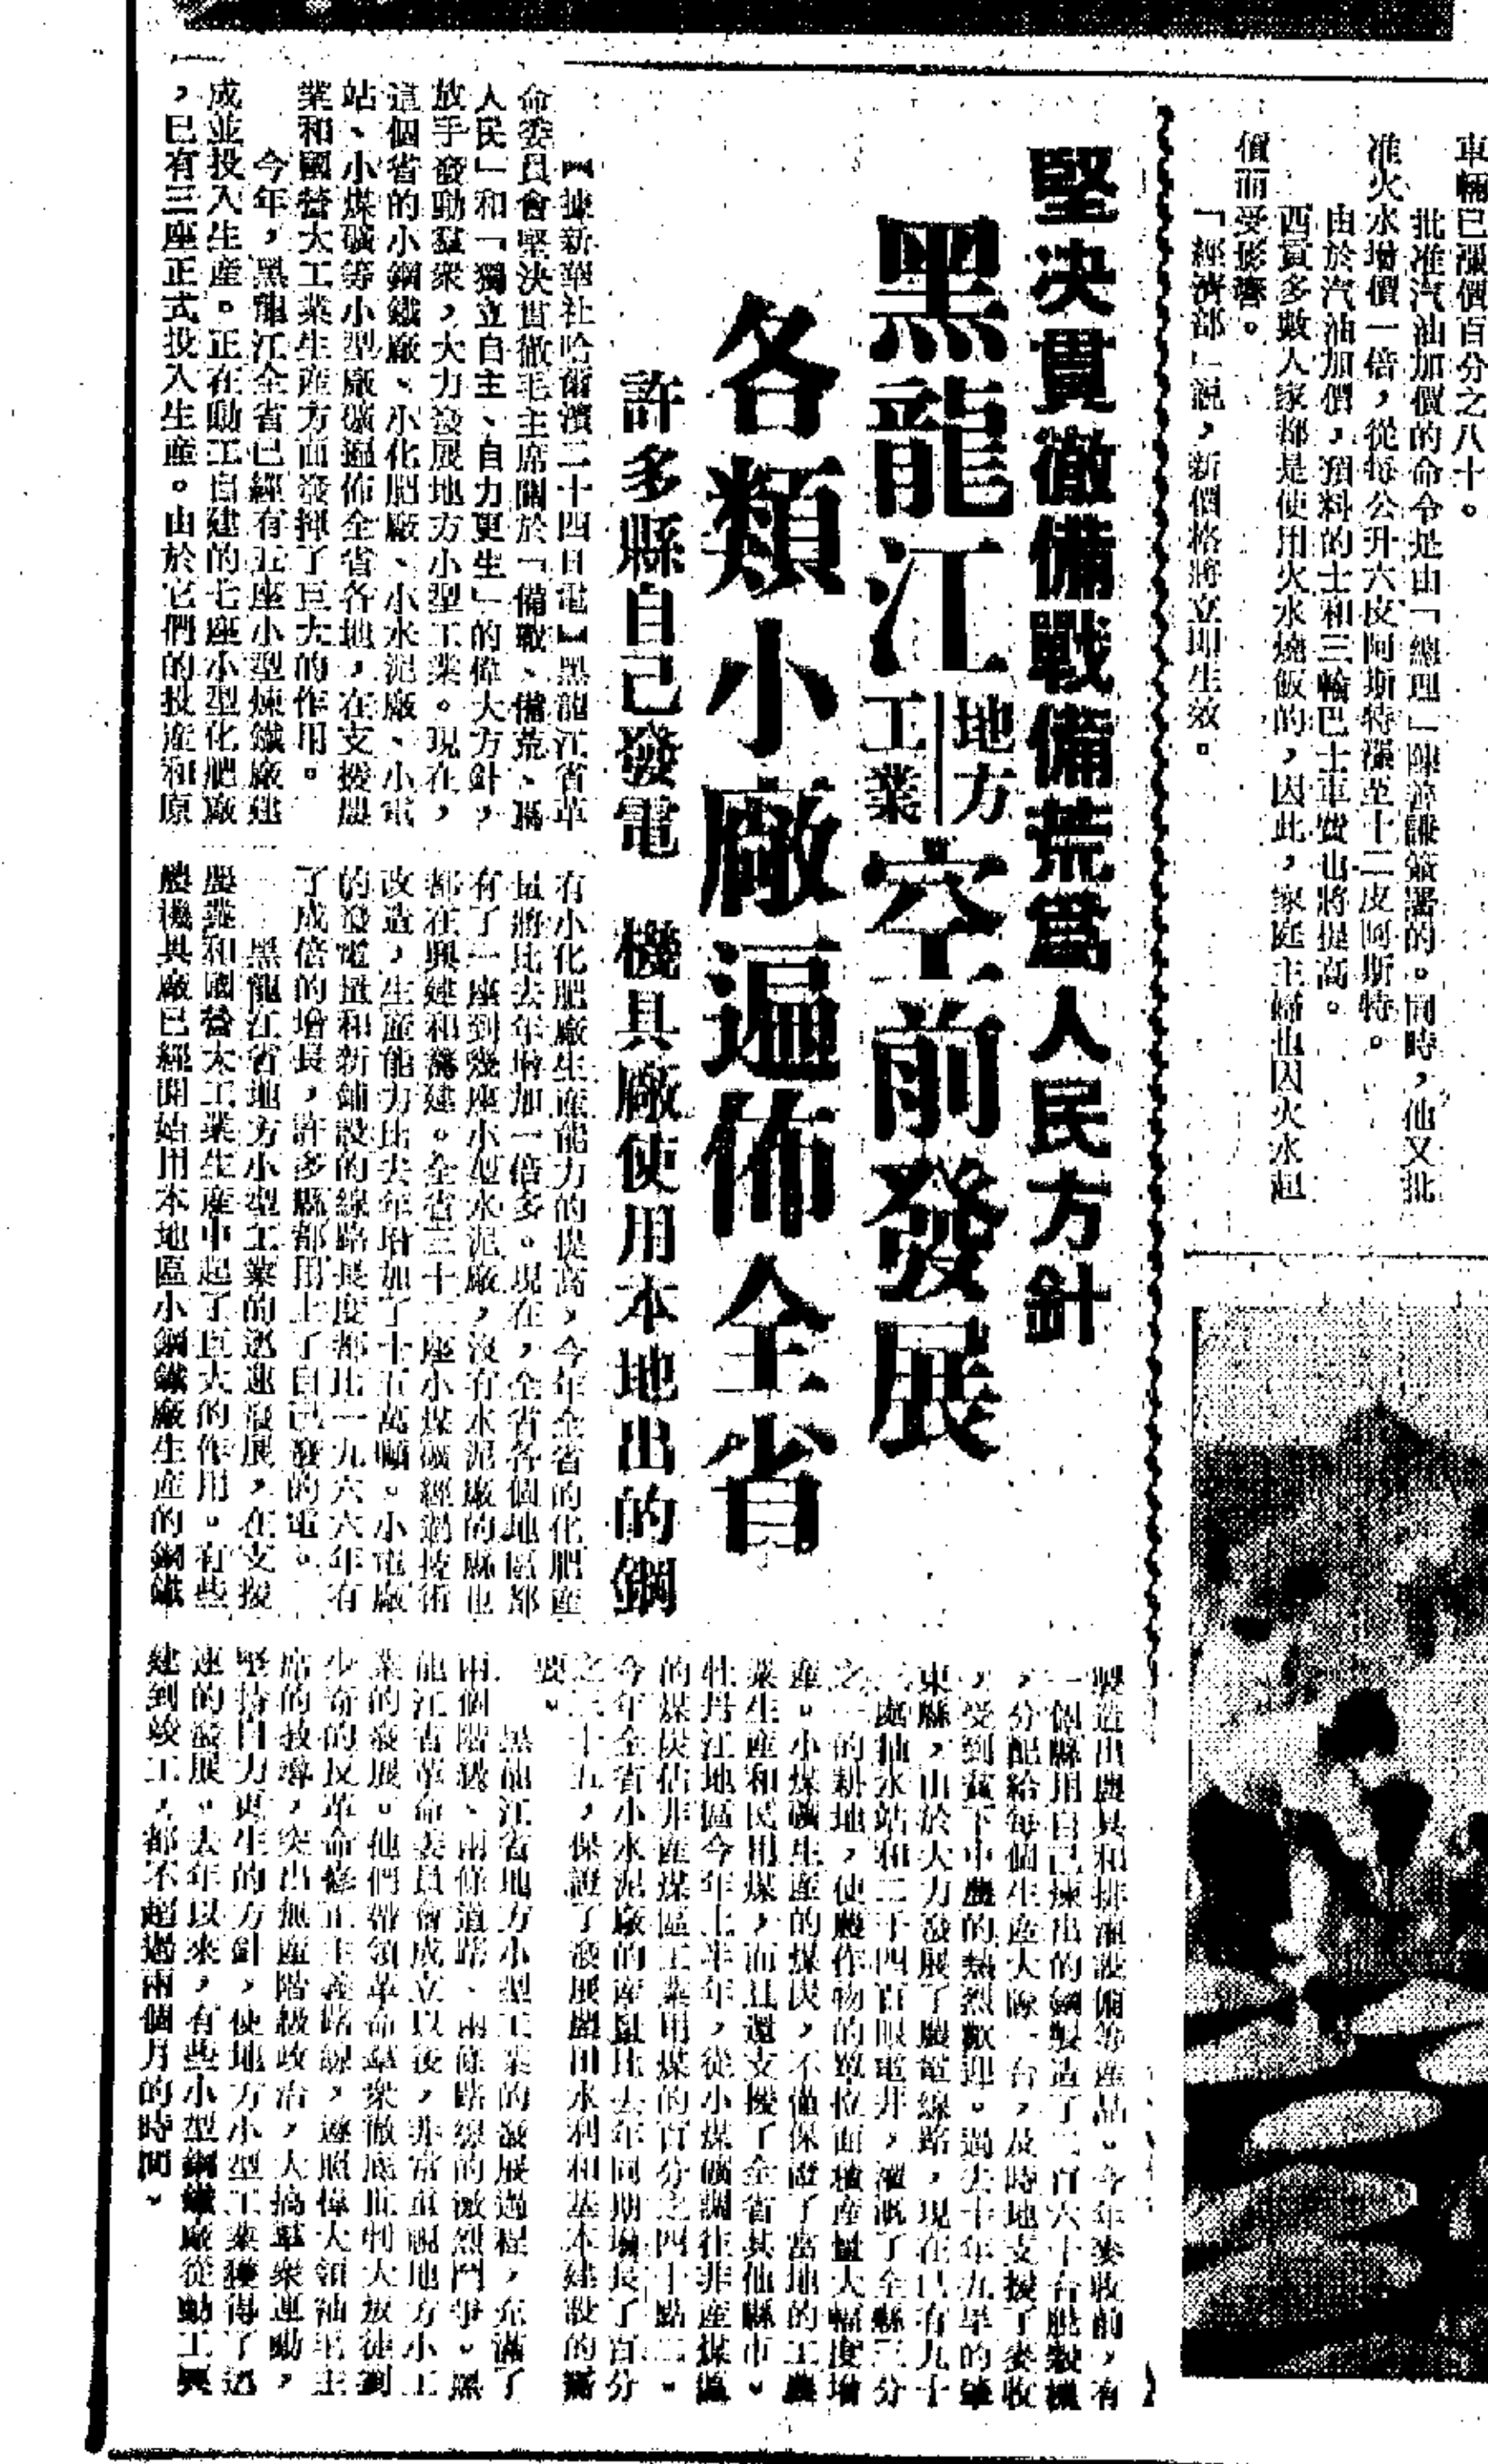 車輛已漲價百分之八十。
批准汽油加價的命令是由「總理」陳善謙簽署的。同時,他又批
准火水增價一倍,從每公升六皮阿斯特漲至十二皮阿斯特。
由於汽油加價,預料的士和三輪巴士車費也將提高。
西貢多數人家都是使用火水燒飯的,因此,家庭主婦也因火水起
價而受影響。
「經濟部」說,新價格將立即生效。
堅决貫徹備戰備荒爲人民方針
黑龍江地方工業空前發展
各類小廠遍佈全省
許多縣自己發電 機具廠使用本地出的鋼
【據新華社哈爾濱二十四日電】黑龍江省革
命委員會堅決貫徹毛主席關於「備戰、備荒、爲
人民」和「獨立自主、自力更生」的偉大方針,
放手發動羣衆,大力發展地方小型工業。現在,
這個省的小鋼鐵廠、小化肥廠、小水泥廠、小電
站、小煤礦等小型廠礦遍佈全省各地,在支援農
業和國營大工業生産方面發揮了巨大的作用。
今年,黑龍江全省已經有五座小型煉鐵廠建
成並投入生産。正在動工自建的七座小型化肥廠
,已有三座正式投入生産。由於它們的投産和原
有小化肥廠生産能力的提高,今年全省的化肥産
量將比去年增加一倍多。現在,全省各個地區都
有了一座到幾座小型水泥廠,沒有水泥廠的縣也
都在興建和籌建。全省三十二座小煤礦經過技術
改造,生産能力比去年增加了十五萬噸。小電廠
的發電量和新鋪設的線路長度都比一九六六年有
了成倍的增長,許多縣都用上了自己發的電。
黑龍江省地方小型工業的迅速發展,在支援
農業和國營大工業生産中起了巨大的作用。有些
農機具廠已經開始用本地區小鋼鐵廠生産的鋼鐵
製造出農具和排灌設備等産品。今年麥收前,有
一個縣用自己煉出的鋼製造了二百六十台脫穀機
,分配給每個生産大隊一台,及時地支援了麥收
,受到貧下中農的熱烈歡迎。過去十年九旱的肇
東縣,由於大力發展了農電線路,現在已有九十
處抽水站和二千四百眼電井,灌溉了全縣三分
之一的耕地,使農作物的單位面積産量大幅度增
産。小煤礦生産的煤炭,不僅保證了當地的工農
業生産和民用煤,而且還支援了全省其他縣市。
牡丹江地區今年上半年,從小煤礦調往非産煤區
的煤炭佔非産煤區工業用煤的百分之四十點二。
今年全省小水泥廠的産量比去年同期增長了百分
之二十五,保證了發展農田水利和基本建設的需
要。
黑龍江省地方小型工業的發展過程,充滿了
兩個階級、兩條道路、兩條路線的激烈鬥爭。黑
龍江省革命委員會成立以後,非常重視地方小工
業的發展。他們帶領革命羣衆徹底批判大叛徒劉
少奇的反革命修正主義路線,遵照偉大領袖毛主
席的教導,突出無産階級政治,大搞羣衆運動,
堅持自力更生的方針,使地方小型工業獲得了迅
速的發展。去年以來,有些小型鋼鐵廠從動工興
建到竣工,都不超過兩個月的時間。